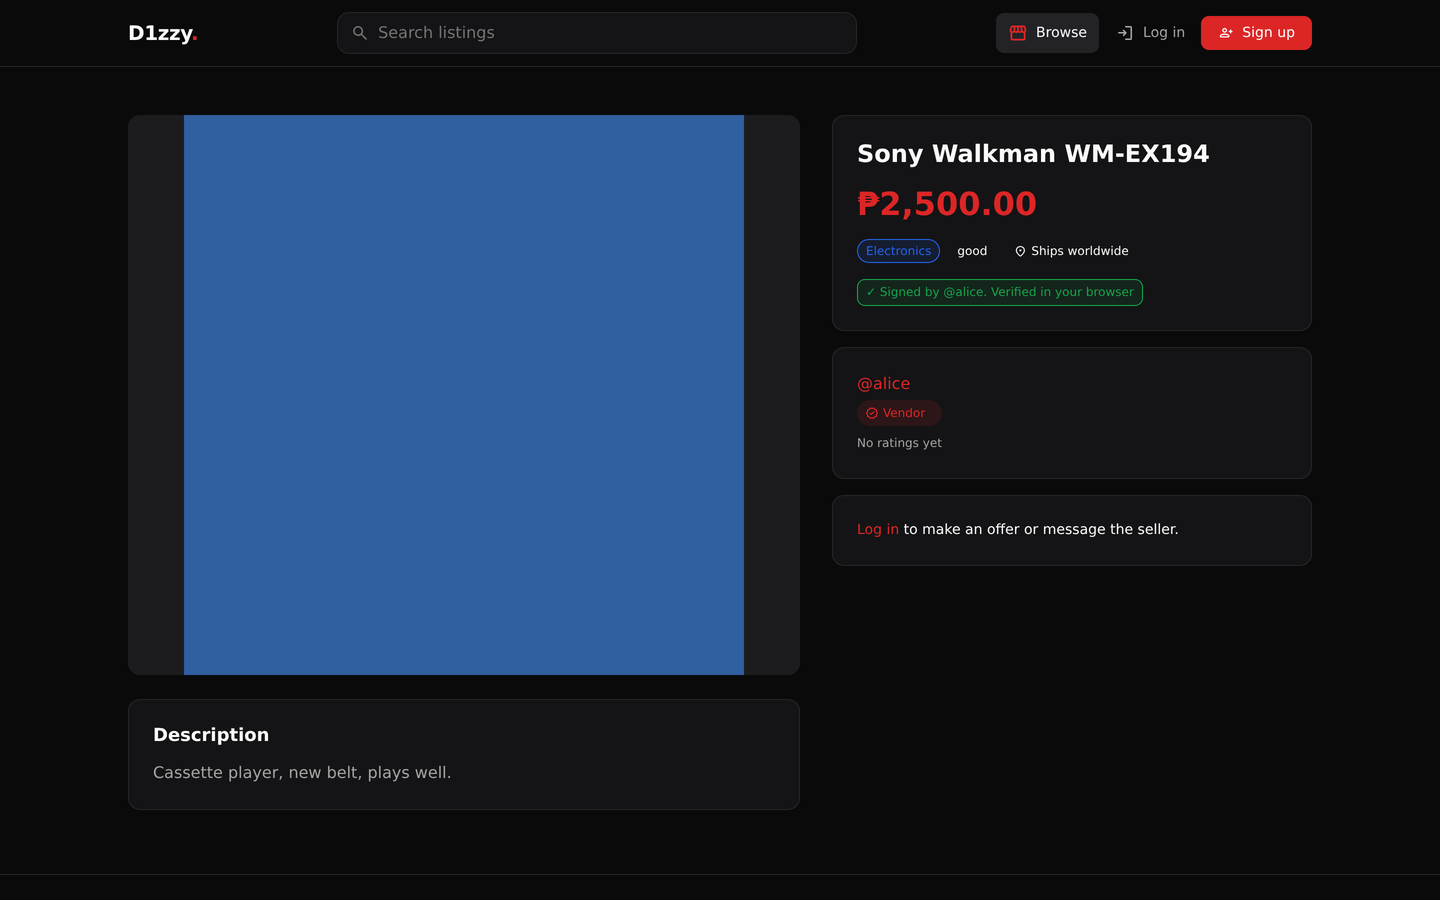 D1zzy.
Search listings
Browse
Log in
Sign up
Sony Walkman WM-EX194
₱2,500.00
Electronics
good
Ships worldwide
✓ Signed by @alice. Verified in your browser
@alice
Vendor
No ratings yet
Log in to make an offer or message the seller.
Description
Cassette player, new belt, plays well.